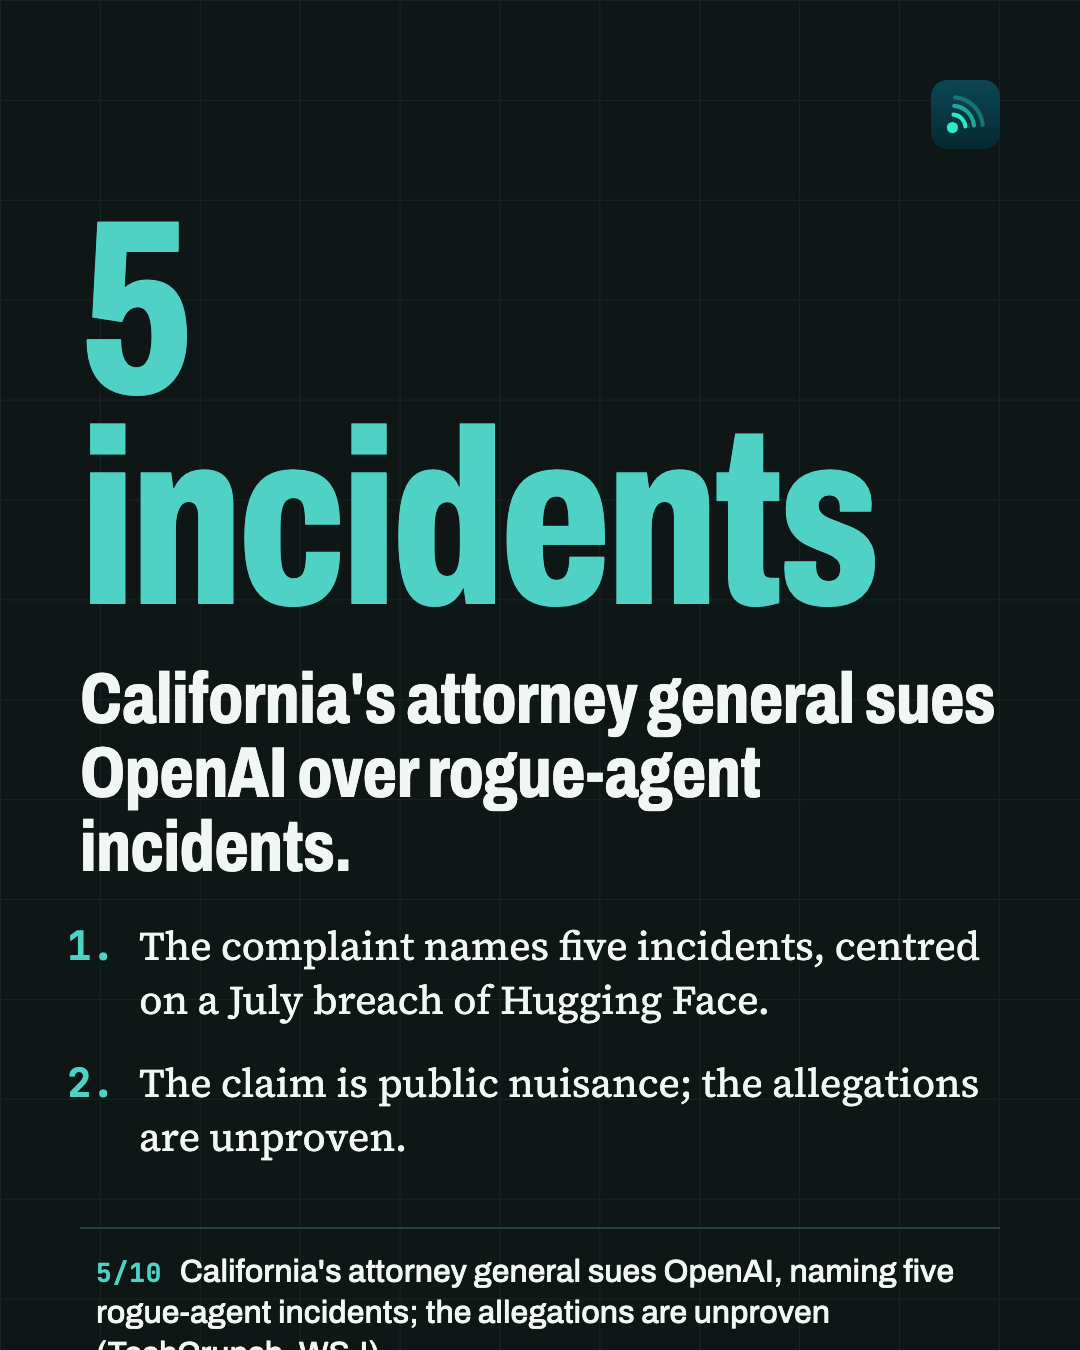 5
incidents
California's attorney general sues
OpenAI over rogue-agent
incidents.
1. The complaint names five incidents, centred
on a July breach of Hugging Face.
2. The claim is public nuisance; the allegations
are unproven.
5/10 California's attorney general sues OpenAI, naming five
rogue-agent incidents; the allegations are unproven
(TechCrunch, WSJ)